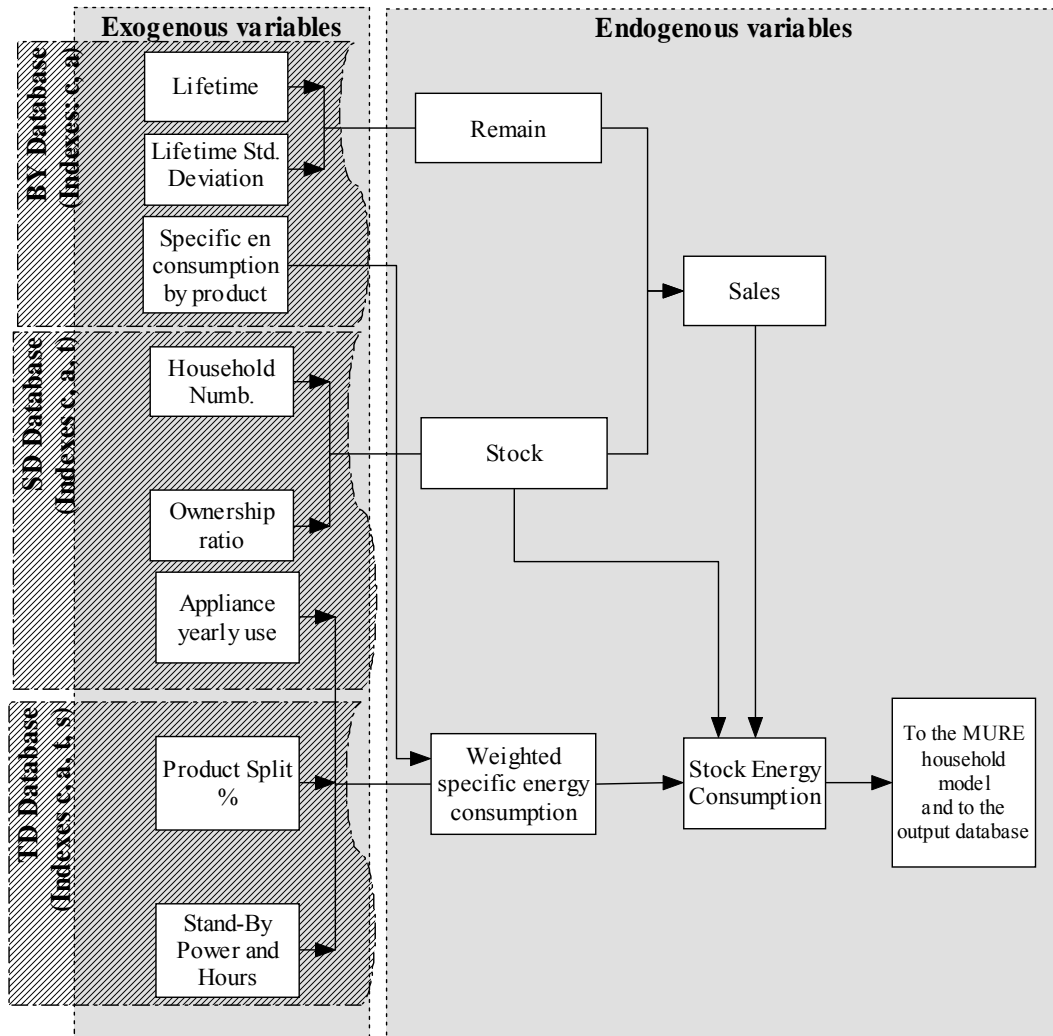 Exogenous variables
Endogenous variables
BY Database
(Indexes: c, a)
Lifetime
Lifetime Std.
Deviation
Specific en
consumption
by product
Remain
Sales
SD Database
(Indexes c, a, t)
Household
Numb.
Ownership
ratio
Appliance
yearly use
Stock
TD Database
(Indexes c, a, t, s)
Product Split
%
Stand-By
Power and
Hours
Weighted
specific energy
consumption
Stock Energy
Consumption
To the MURE
household
model
and to the
output database